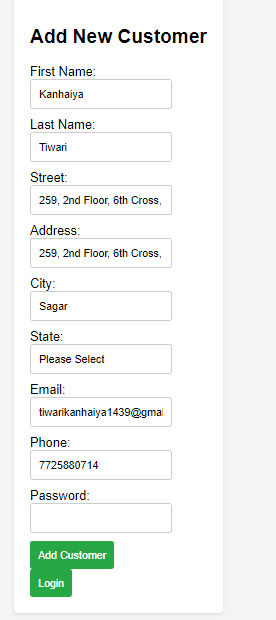 Add New Customer
First Name:
Kanhaiya
Last Name:
Tiwari
Street:
259, 2nd Floor, 6th Cross,
Address:
259, 2nd Floor, 6th Cross,
City:
Sagar
State:
Please Select
Email:
tiwarikanhaiya1439@gmai
Phone:
7725880714
Password:
Add Customer
Login